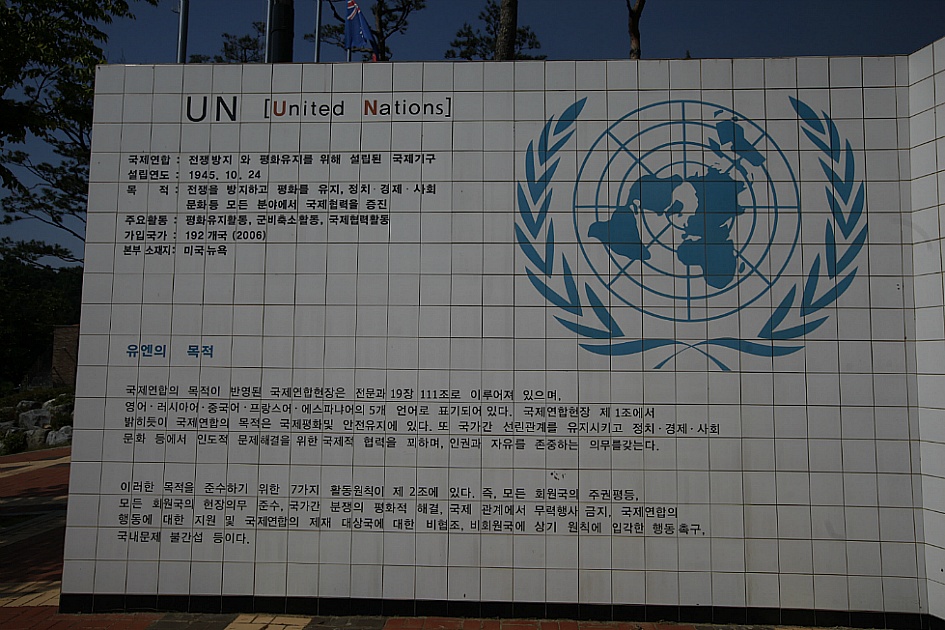 UN [United Nations]
국제연합 : 전쟁방지 와 평화유지를 위해 설립된 국제기구
설립연도 : 1945. 10. 24
목 적 : 전쟁을 방지하고 평화를 유지, 정치·경제·사회
문화등 모든 분야에서 국제협력을 증진
주요활동 : 평화유지활동, 군비축소활동, 국제협력활동
가입국가 : 192개국 (2006)
본부 소재지 : 미국뉴욕
유엔의 목적
국제연합의 목적이 반영된 국제연합헌장은 전문과 19장 111조로 이루어져 있으며,
영어·러시아어·중국어·프랑스어·에스파냐어의 5개 언어로 표기되어 있다. 국제연합헌장 제 1조에서
밝히듯이 국제연합의 목적은 국제평화및 안전유지에 있다. 또 국가간 선린관계를 유지시키고 정치·경제·사회
문화 등에서 인도적 문제해결을 위한 국제적 협력을 꾀하며, 인권과 자유를 존중하는 의무를갖는다.
이러한 목적을 준수하기 위한 7가지 활동원칙이 제 2조에 있다. 즉, 모든 회원국의 주권평등,
모든 회원국의 헌장의무 준수, 국가간 분쟁의 평화적 해결, 국제 관계에서 무력행사 금지. 국제연합의
행동에 대한 지원 및 국제연합의 제재 대상국에 대한 비협조, 비회원국에 상기 원칙에 입각한 행동촉구,
국내문제 불간섭 등이다.